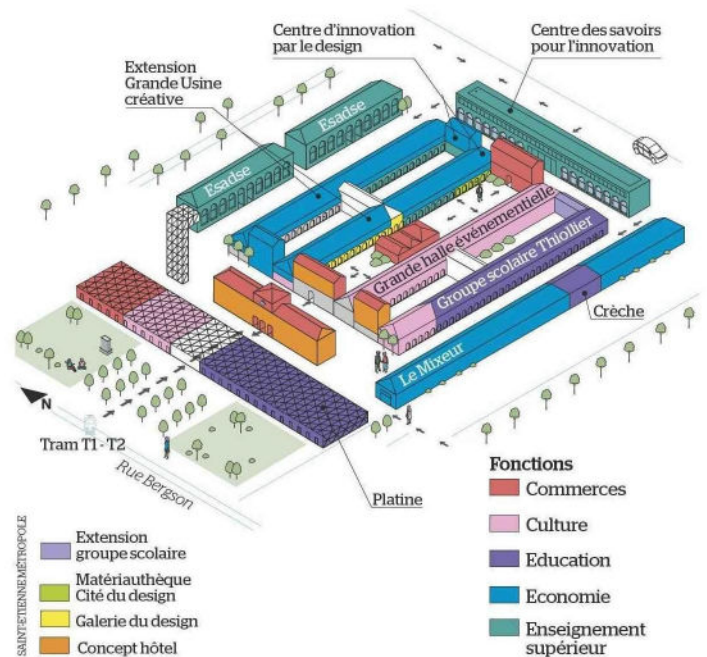 Centre d'innovation
par le design
Centre des savoirs
pour l'innovation
Extension
Grande Usine
créative
Esadse
Esadse
Grande halle événementielle
Groupe scolaire Thiollier
Crèche
Le Mixeur
N
Tram T1 - T2
Rue Bergson
Platine
SAINT-ETIENNE MÉTROPOLE
Extension
groupe scolaire
Matériauthèque
Cité du design
Galerie du design
Concept hôtel
Fonctions
Commerces
Culture
Education
Economie
Enseignement
supérieur